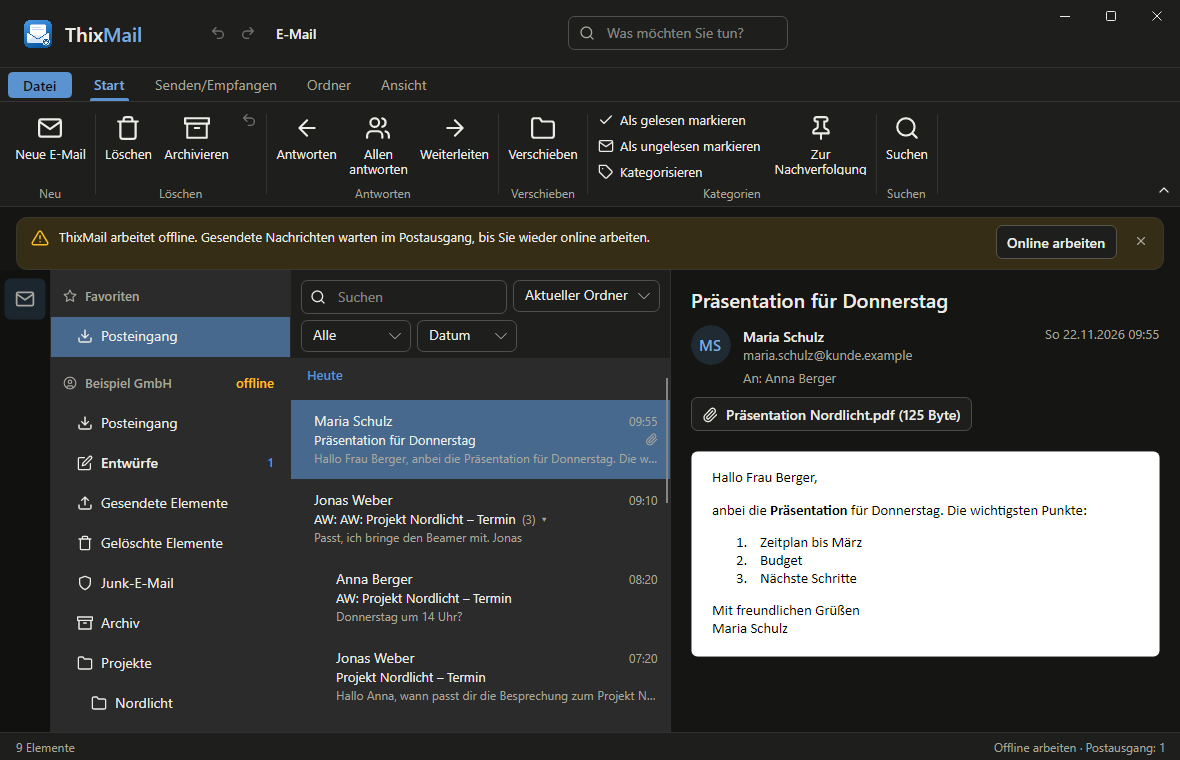 ThixMail
E-Mail
Was möchten Sie tun?
Datei
Start
Senden/Empfangen
Ordner
Ansicht
Neue E-Mail
Neu
Löschen
Archivieren
Löschen
Antworten
Allen
antworten
Weiterleiten
Antworten
Verschieben
Verschieben
Als gelesen markieren
Als ungelesen markieren
Kategorisieren
Zur
Nachverfolgung
Kategorien
Suchen
Suchen
ThixMail arbeitet offline. Gesendete Nachrichten warten im Postausgang, bis Sie wieder online arbeiten.
Online arbeiten
Favoriten
Posteingang
Beispiel GmbH offline
Posteingang
Entwürfe 1
Gesendete Elemente
Gelöschte Elemente
Junk-E-Mail
Archiv
Projekte
Nordlicht
Suchen
Aktueller Ordner
Alle
Datum
Heute
Maria Schulz 09:55
Präsentation für Donnerstag
Hallo Frau Berger, anbei die Präsentation für Donnerstag. Die w...
Jonas Weber 09:10
AW: AW: Projekt Nordlicht – Termin (3)
Passt, ich bringe den Beamer mit. Jonas
Anna Berger 08:20
AW: Projekt Nordlicht – Termin
Donnerstag um 14 Uhr?
Jonas Weber 07:20
Projekt Nordlicht – Termin
Hallo Anna, wann passt dir die Besprechung zum Projekt N...
Präsentation für Donnerstag
MS
Maria Schulz
So 22.11.2026 09:55
maria.schulz@kunde.example
An: Anna Berger
Präsentation Nordlicht.pdf (125 Byte)
Hallo Frau Berger,
anbei die Präsentation für Donnerstag. Die wichtigsten Punkte:
1. Zeitplan bis März
2. Budget
3. Nächste Schritte
Mit freundlichen Grüßen
Maria Schulz
9 Elemente
Offline arbeiten · Postausgang: 1